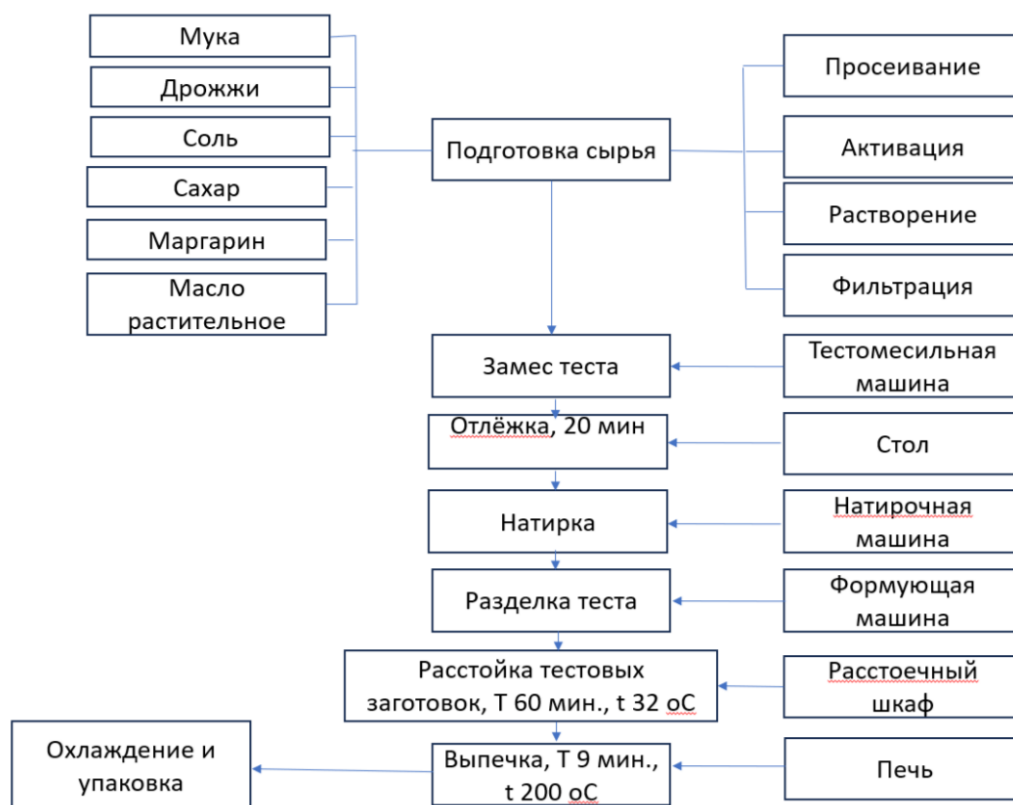 Мука
Дрожжи
Соль
Сахар
Маргарин
Масло
растительное
Подготовка сырья
Просеивание
Активация
Растворение
Фильтрация
Замес теста
Тестомесильная
машина
Отлёжка, 20 мин
Стол
Натирка
Натирочная
машина
Разделка теста
Формующая
машина
Расстойка тестовых
заготовок, Т 60 мин., t 32 оС
Расстоечный
шкаф
Выпечка, Т 9 мин.,
t 200 оС
Печь
Охлаждение и
упаковка